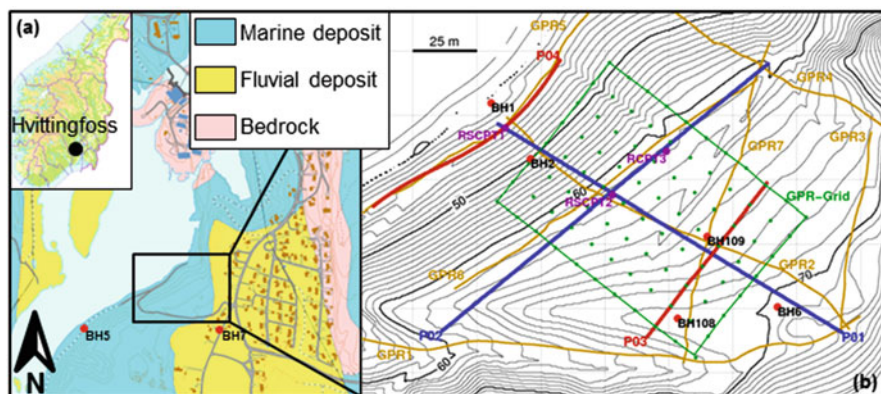 (a)
Hvittingfoss
Marine deposit
Fluvial deposit
Bedrock
BH5
BH7
N
25 m
GPR5
P04
BH1
RSCPT1
BH2
RCPT3
RSCPT2
GPR4
GPR3
GPR7
GPR-Grid
50
60
BH109
GPR2
70
GPR6
P02
BH108
BH6
P03
P01
GPR1
60
(b)